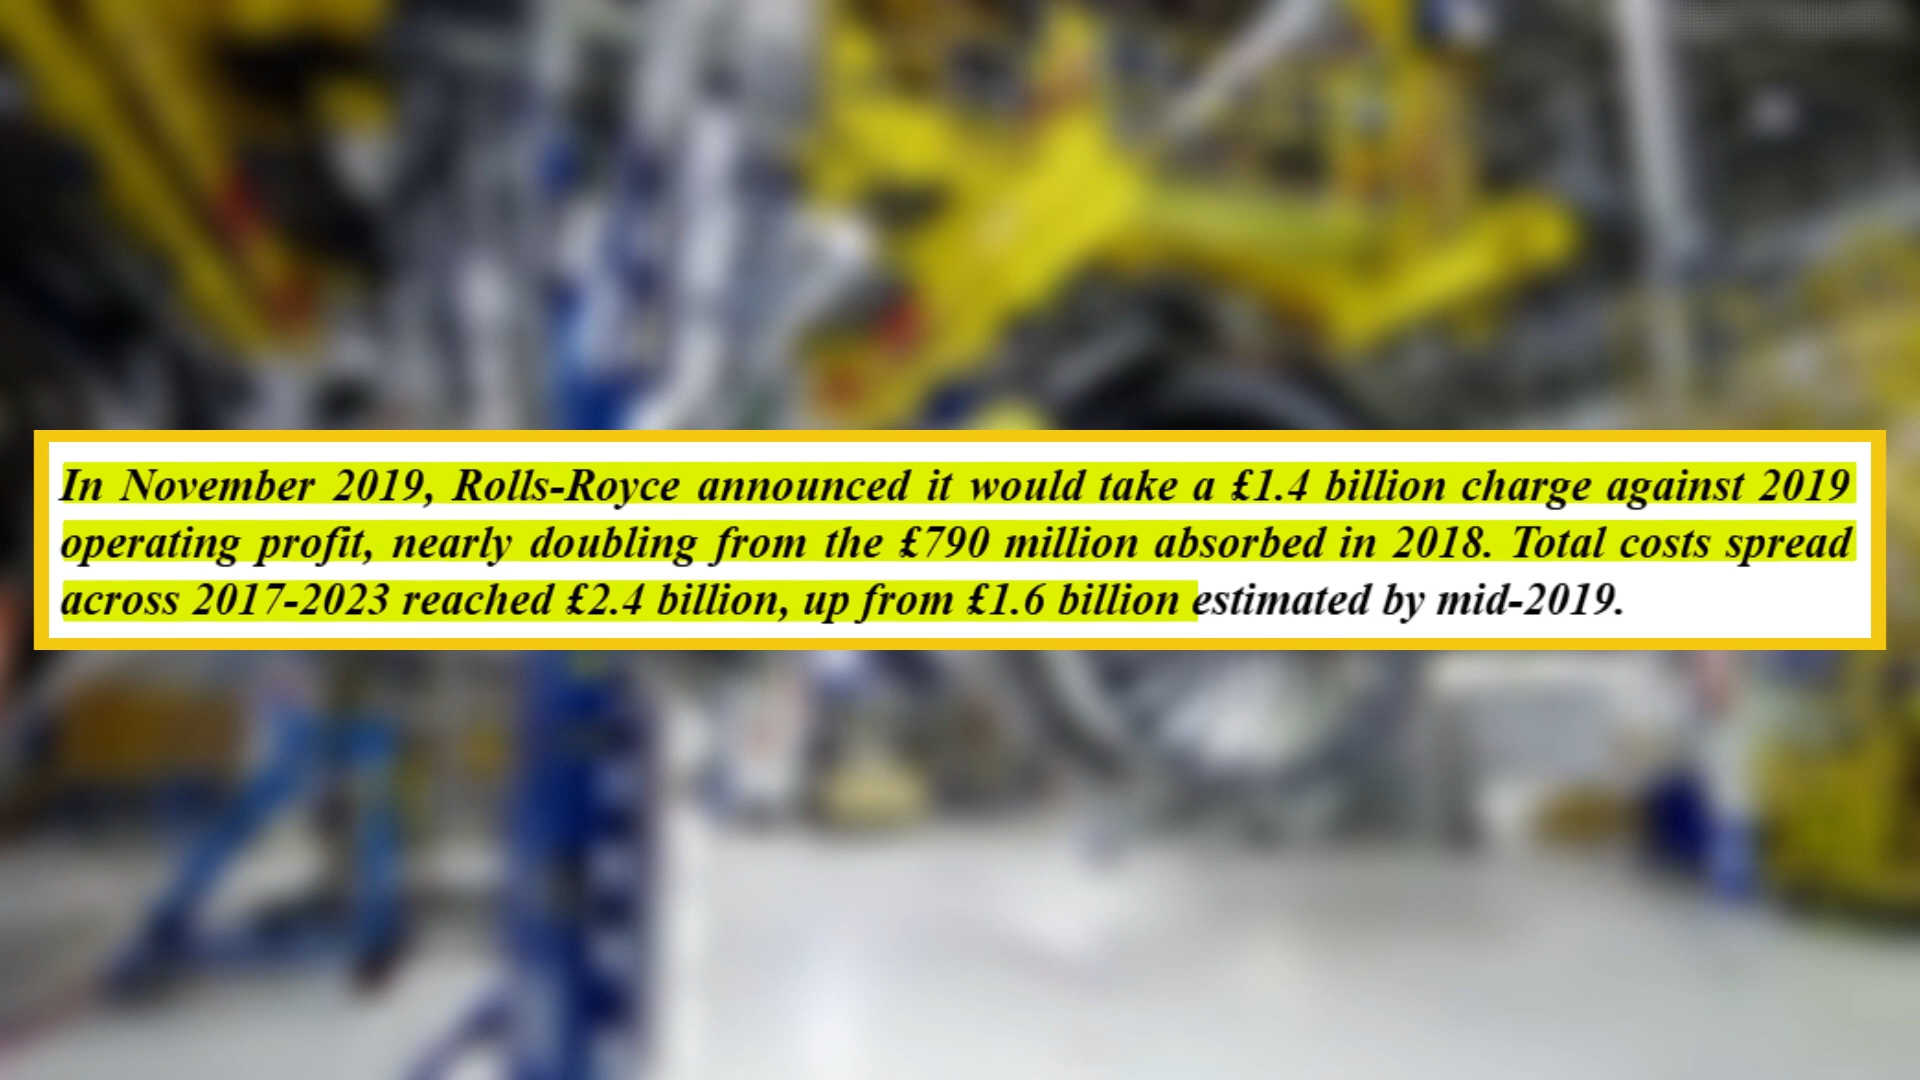 In November 2019, Rolls-Royce announced it would take a £1.4 billion charge against 2019
operating profit, nearly doubling from the £790 million absorbed in 2018. Total costs spread
across 2017-2023 reached £2.4 billion, up from £1.6 billion estimated by mid-2019.